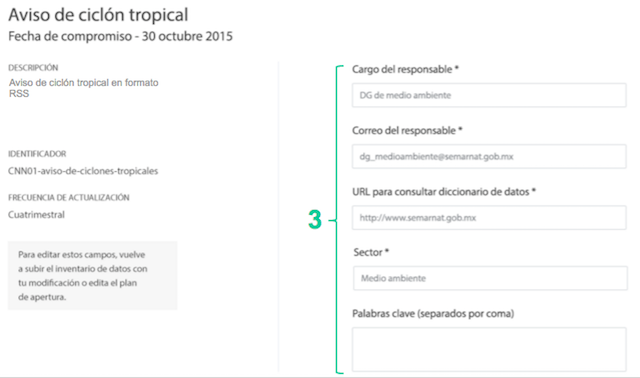 Aviso de ciclón tropical
Fecha de compromiso - 30 octubre 2015
DESCRIPCIÓN
Aviso de ciclón tropical en formato
RSS
IDENTIFICADOR
CNN01-aviso-de-ciclones-tropicales
FRECUENCIA DE ACTUALIZACIÓN
Cuatrimestral
Para editar estos campos, vuelve
a subir el inventario de datos con
tu modificación o edita el plan
de apertura.
3
Cargo del responsable *
DG de medio ambiente
Correo del responsable *
dg_medioambiente@semarnat.gob.mx
URL para consultar diccionario de datos *
http://www.semarnat.gob.mx
Sector *
Medio ambiente
Palabras clave (separados por coma)